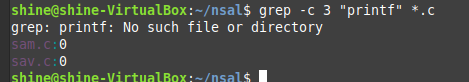 shine@shine-VirtualBox:~/nsal$ grep -c 3 "printf" *.c
grep: printf: No such file or directory
sam.c:0
sav.c:0
shine@shine-VirtualBox:~/nsal$